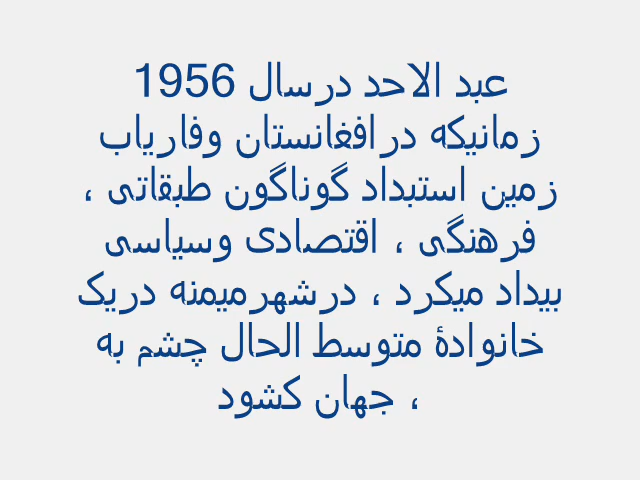 عبد الاحد درسال 1956
زمانیکه درافغانستان وفاریاب
زمین استبداد گوناگون طبقاتی ،
فرهنگی ، اقتصادی وسیاسی
بیداد میکرد ، درشهرمیمنه دریک
خانوادهٔ متوسط الحال چشم به
جهان کشود ،